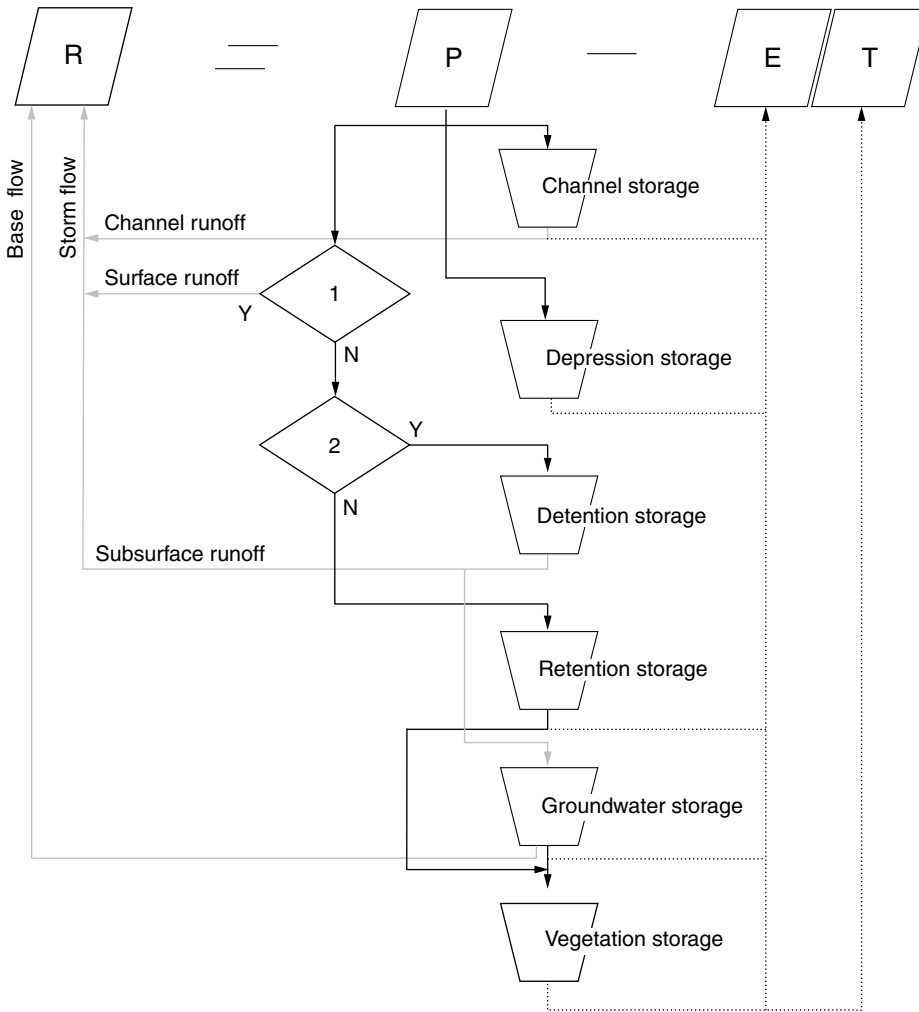 R = P — E T
Base flow
Storm flow
Channel storage
Channel runoff
Surface runoff
1
Y
N
Depression storage
2
Y
N
Detention storage
Subsurface runoff
Retention storage
Groundwater storage
Vegetation storage